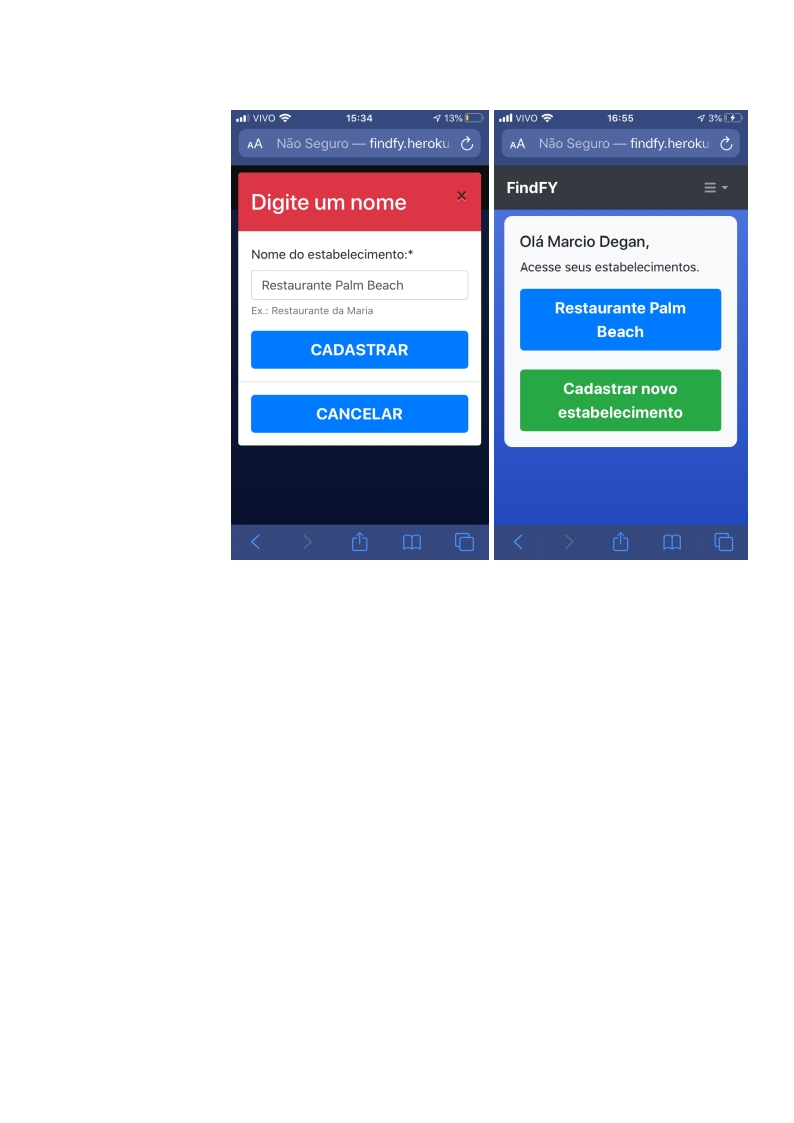 VIVO 15:34 13%
AA Não Seguro — findfy.heroku
Digite um nome ×
Nome do estabelecimento:*
Restaurante Palm Beach
Ex.: Restaurante da Maria
CADASTRAR
CANCELAR
VIVO 16:55 3%
AA Não Seguro — findfy.heroku
FindFY
Olá Marcio Degan,
Acesse seus estabelecimentos.
Restaurante Palm
Beach
Cadastrar novo
estabelecimento